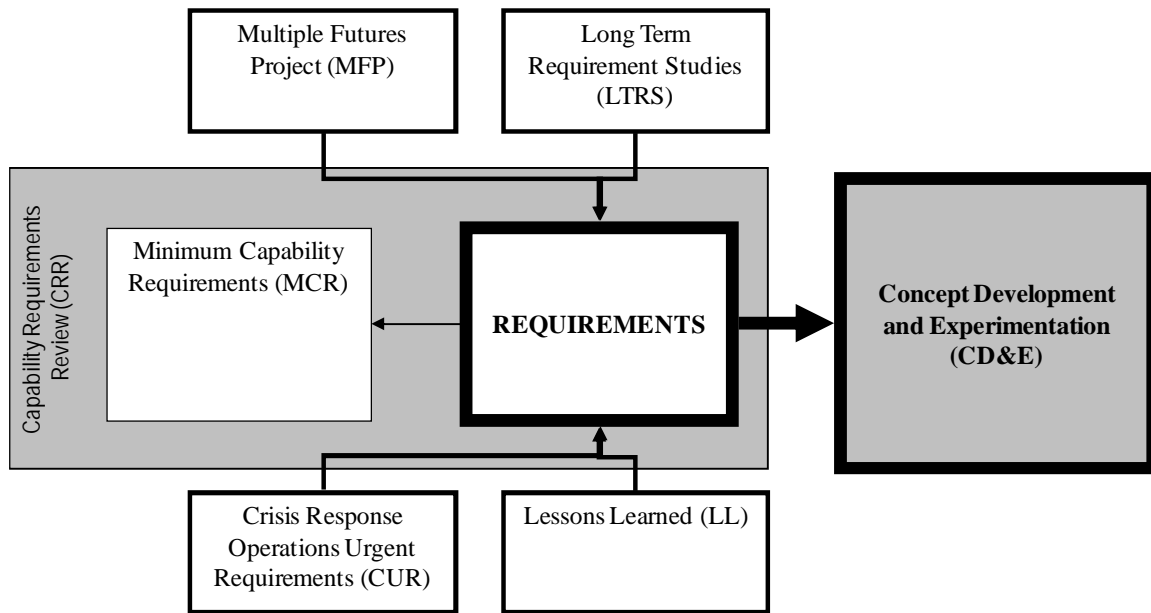 Multiple Futures
Project (MFP)
Long Term
Requirement Studies
(LTRS)
Capability Requirements
Review (CRR)
Minimum Capability
Requirements (MCR)
REQUIREMENTS
Concept Development
and Experimentation
(CD&E)
Crisis Response
Operations Urgent
Requirements (CUR)
Lessons Learned (LL)